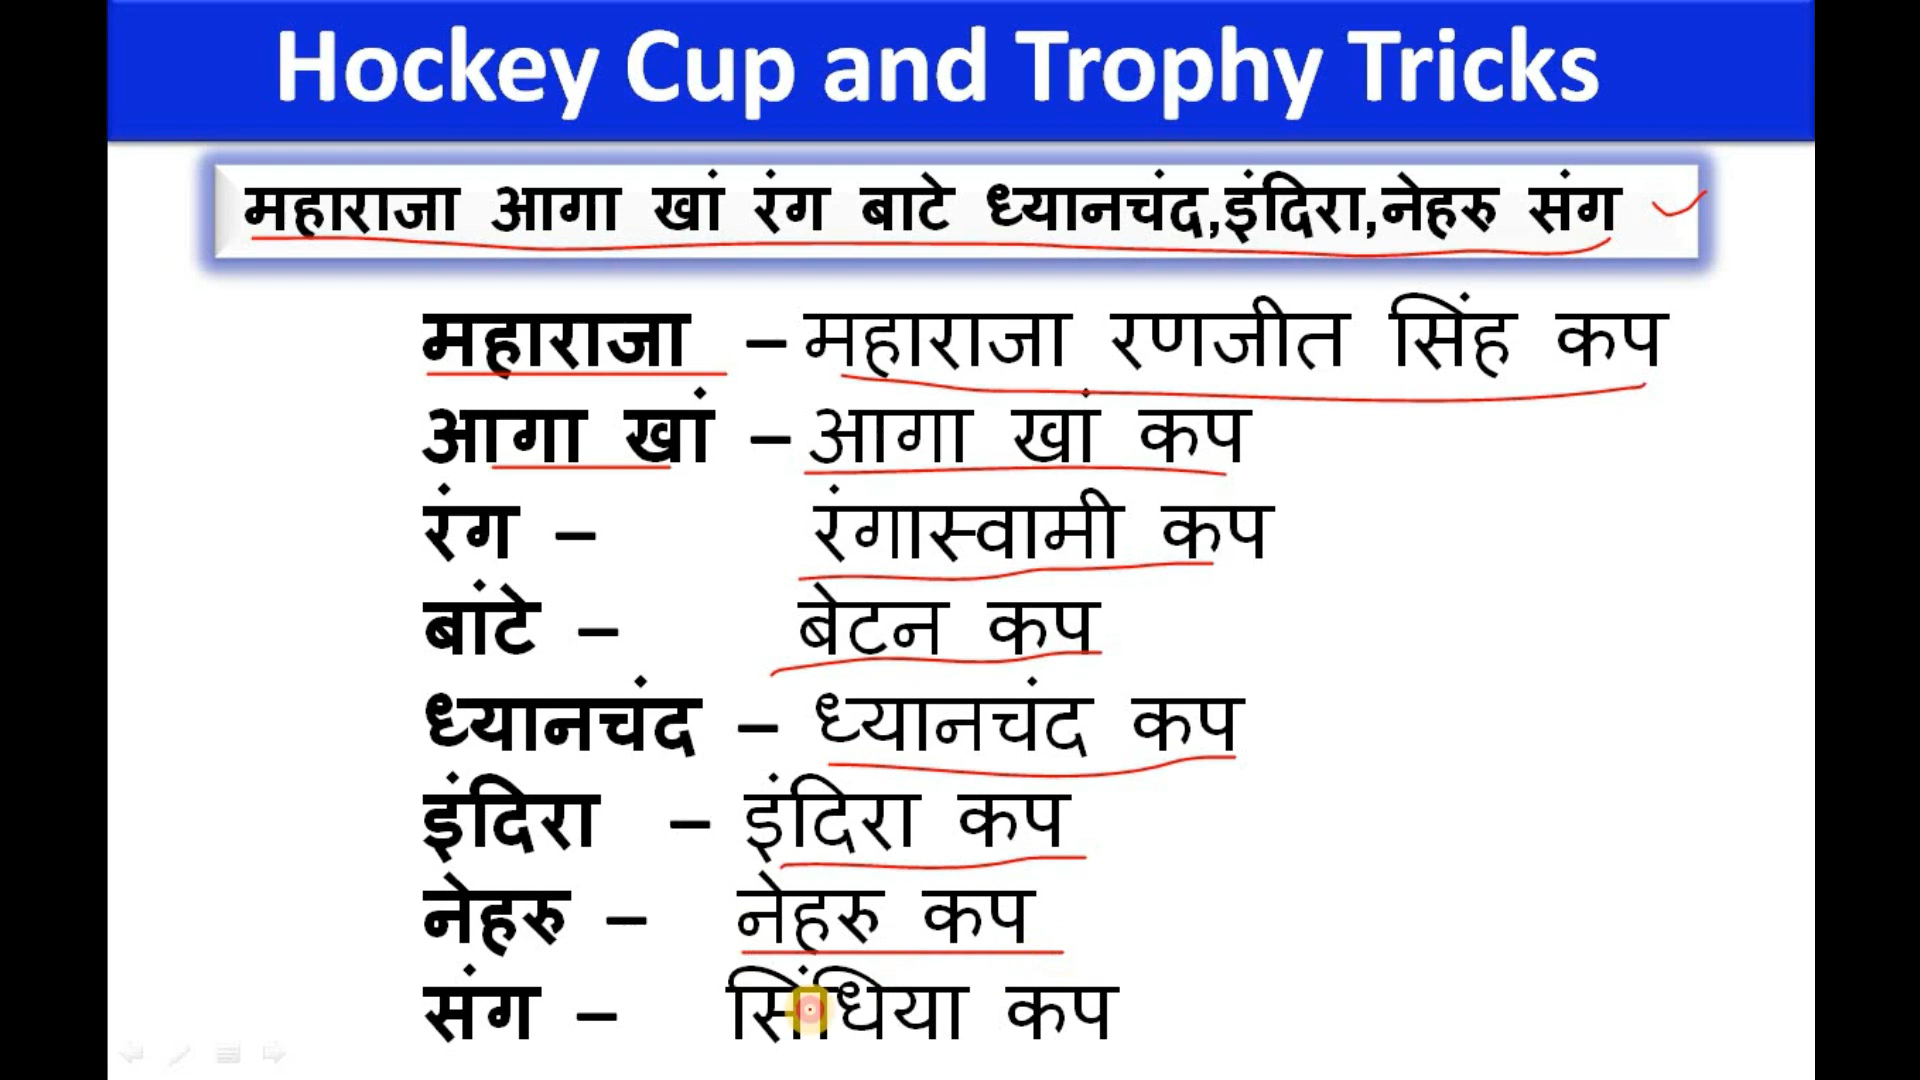 Hockey Cup and Trophy Tricks
महाराजा आगा खां रंग बाटे ध्यानचंद,इंदिरा,नेहरु संग
महाराजा – महाराजा रणजीत सिंह कप
आगा खां – आगा खां कप
रंग – रंगास्वामी कप
बांटे – बेटन कप
ध्यानचंद – ध्यानचंद कप
इंदिरा – इंदिरा कप
नेहरु – नेहरु कप
संग – सिंधिया कप